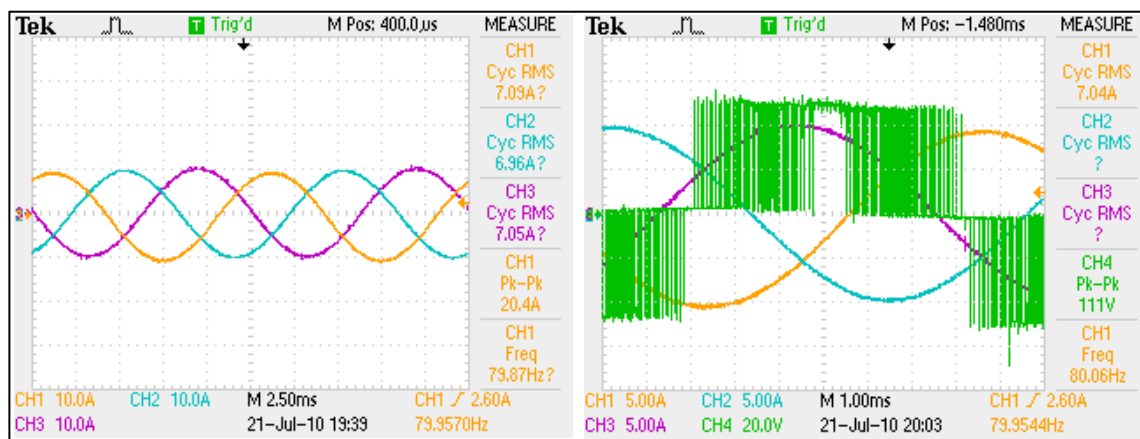 Tek Trig'd M Pos: 400.0µs MEASURE
CH1
Cyc RMS
7.09A?
CH2
Cyc RMS
6.96A?
3
CH3
Cyc RMS
7.05A?
CH1
Pk-Pk
20.4A
CH1
Freq
79.87Hz?
CH1 10.0A CH2 10.0A M 2.50ms CH1 / 2.60A
CH3 10.0A 21-Jul-10 19:39 79.9570Hz
Tek Trig'd M Pos: -1.480ms MEASURE
CH1
Cyc RMS
7.04A
CH2
Cyc RMS
?
CH3
Cyc RMS
?
CH4
Pk-Pk
111V
CH1
Freq
80.06Hz
CH1 5.00A CH2 5.00A M 1.00ms CH1 / 2.60A
CH3 5.00A CH4 20.0V 21-Jul-10 20:03 79.9544Hz